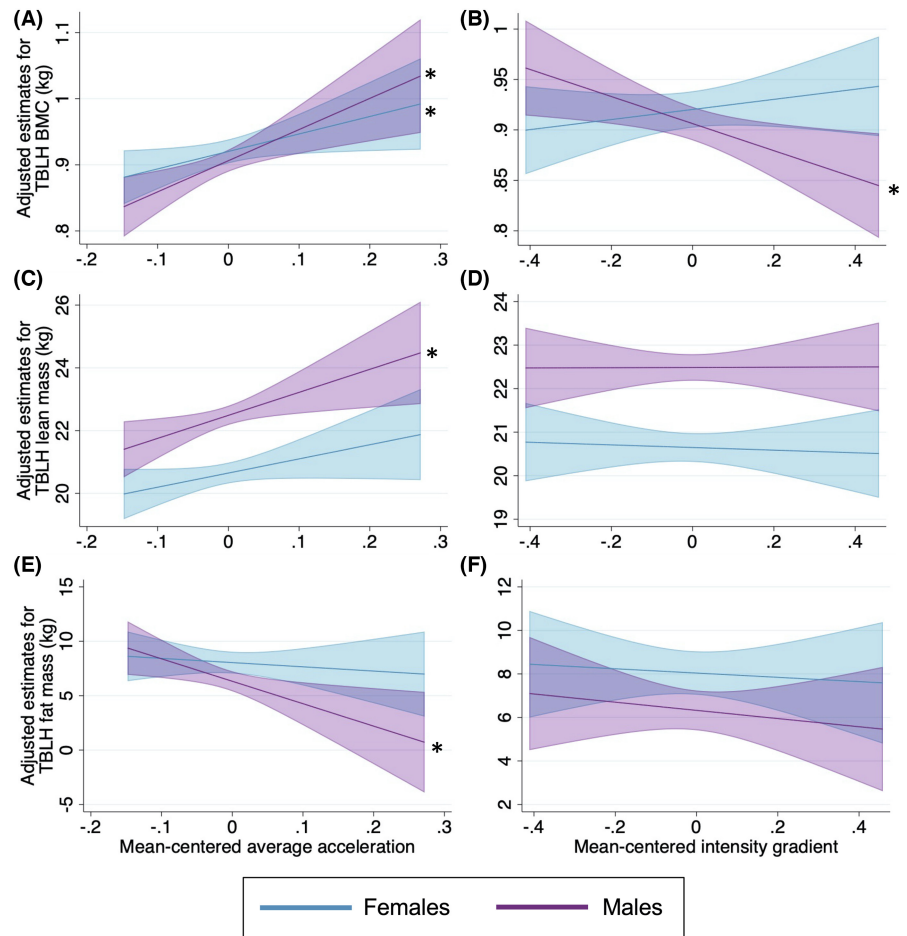 (A)
Adjusted estimates for
TBLH BMC (kg)
1.1
1
.9
.8
-.2 -.1 0 .1 .2 .3
*
*
(B)
1
.95
.9
.85
.8
-.4 -.2 0 .2 .4
*
(C)
Adjusted estimates for
TBLH lean mass (kg)
26
24
22
20
-.2 -.1 0 .1 .2 .3
*
(D)
24
23
22
21
20
19
-.4 -.2 0 .2 .4
(E)
Adjusted estimates for
TBLH fat mass (kg)
15
10
5
0
-5
-.2 -.1 0 .1 .2 .3
Mean-centered average acceleration
*
(F)
12
10
8
6
4
2
-.4 -.2 0 .2 .4
Mean-centered intensity gradient
Females Males